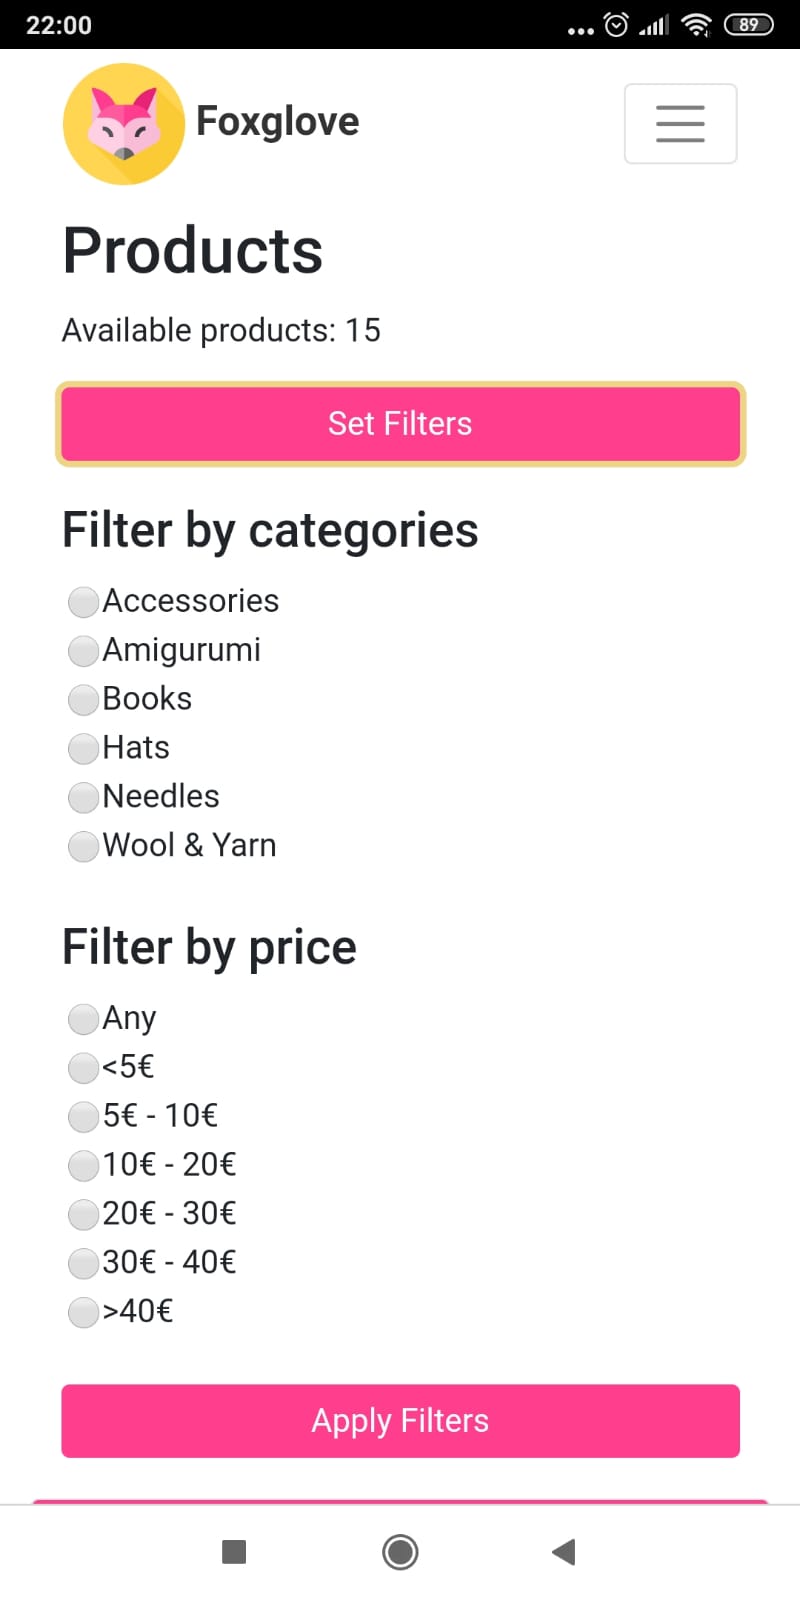 22:00
89
Foxglove
Products
Available products: 15
Set Filters
Filter by categories
Accessories
Amigurumi
Books
Hats
Needles
Wool & Yarn
Filter by price
Any
<5€
5€ - 10€
10€ - 20€
20€ - 30€
30€ - 40€
>40€
Apply Filters